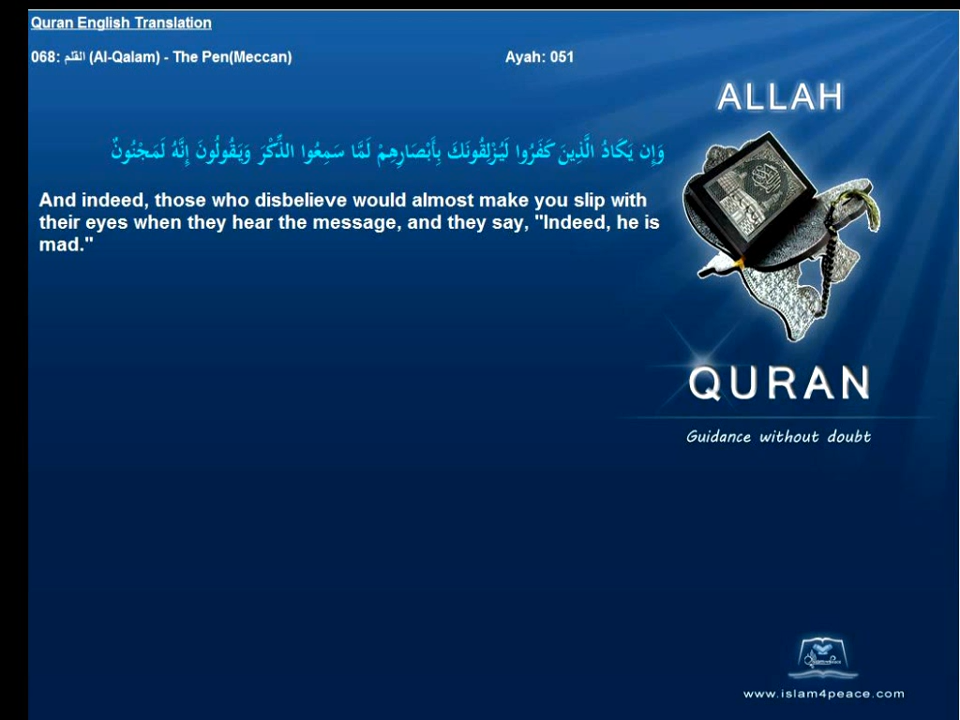 Quran English Translation
068: القلم (Al-Qalam) - The Pen(Meccan) Ayah: 051
ALLAH
وَإِن يَكَادُ الَّذِينَ كَفَرُوا لَيُزْلِقُونَكَ بِأَبْصَارِهِمْ لَمَّا سَمِعُوا الذِّكْرَ وَيَقُولُونَ إِنَّهُ لَمَجْنُونٌ
And indeed, those who disbelieve would almost make you slip with
their eyes when they hear the message, and they say, "Indeed, he is
mad."
QURAN
Guidance without doubt
www.islam4peace.com